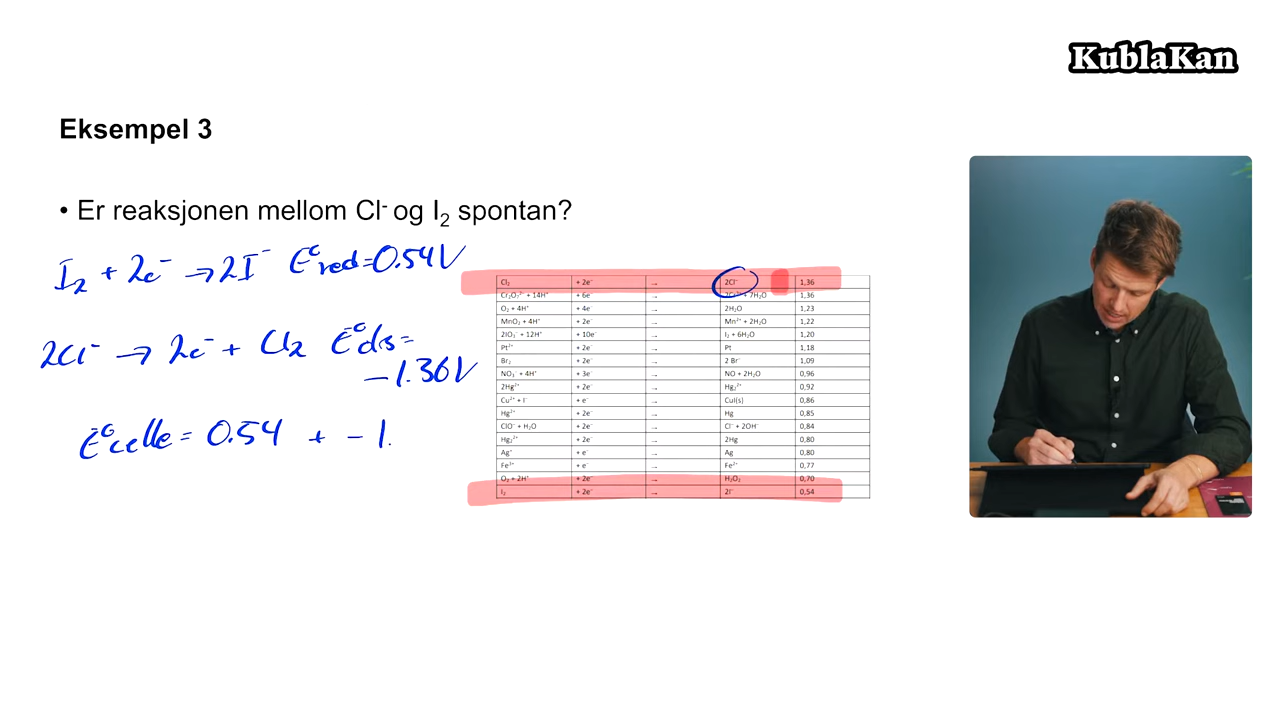 KublaKan
Eksempel 3
• Er reaksjonen mellom Cl⁻ og I₂ spontan?
I₂ + 2e⁻ → 2I⁻ E°red = 0.54V
2Cl⁻ → 2e⁻ + Cl₂ E°oks =
-1.36V
E°celle = 0.54 + -1.
Cl₂ + 2e⁻ → 2Cl⁻ 1,36
Cr₂O₇²⁻ + 14H⁺ + 6e⁻ → 2Cr³⁺ + 7H₂O 1,36
O₂ + 4H⁺ + 4e⁻ → 2H₂O 1,23
MnO₂ + 4H⁺ + 2e⁻ → Mn²⁺ + 2H₂O 1,22
2IO₃⁻ + 12H⁺ + 10e⁻ → I₂ + 6H₂O 1,20
Pt²⁺ + 2e⁻ → Pt 1,18
Br₂ + 2e⁻ → 2 Br⁻ 1,09
NO₃⁻ + 4H⁺ + 3e⁻ → NO + 2H₂O 0,96
2Hg²⁺ + 2e⁻ → Hg₂²⁺ 0,92
Cu²⁺ + I⁻ + e⁻ → CuI(s) 0,86
Hg²⁺ + 2e⁻ → Hg 0,85
ClO⁻ + H₂O + 2e⁻ → Cl⁻ + 2OH⁻ 0,84
Hg₂²⁺ + 2e⁻ → 2Hg 0,80
Ag⁺ + e⁻ → Ag 0,80
Fe³⁺ + e⁻ → Fe²⁺ 0,77
O₂ + 2H⁺ + 2e⁻ → H₂O₂ 0,70
I₂ + 2e⁻ → 2I⁻ 0,54